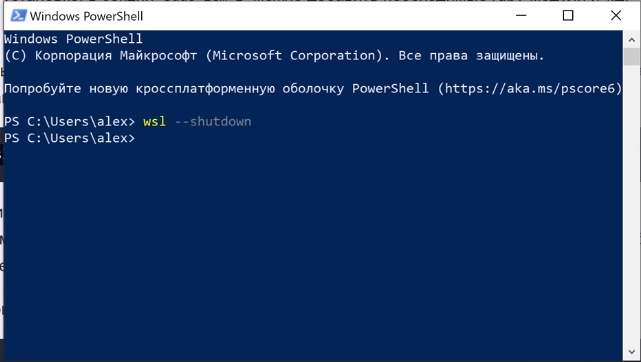 Windows PowerShell
Windows PowerShell
(C) Корпорация Майкрософт (Microsoft Corporation). Все права защищены.
Попробуйте новую кроссплатформенную оболочку PowerShell (https://aka.ms/pscore6)
PS C:\Users\alex> wsl --shutdown
PS C:\Users\alex>